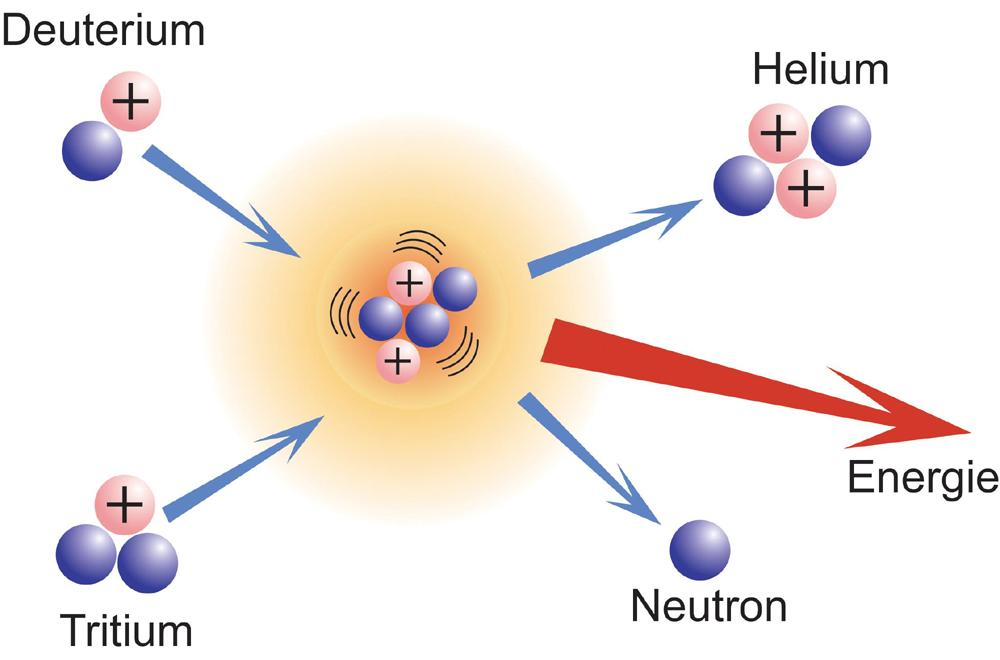 Deuterium
Helium
+
+
+
+
+
Energie
+
Neutron
Tritium